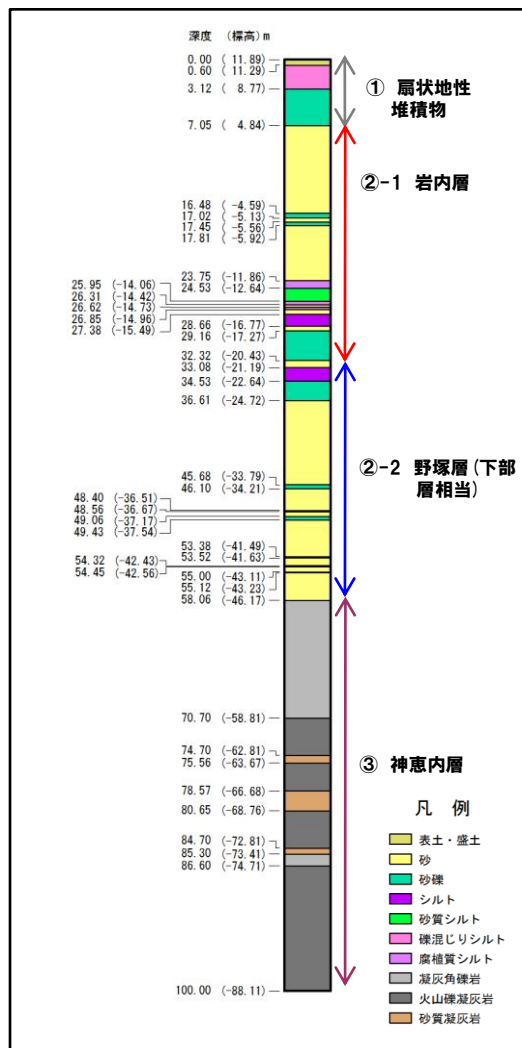 深度 (標高) m
0.00 ( 11.89)
0.60 ( 11.29)
3.12 ( 8.77)
7.05 ( 4.84)
① 扇状地性
堆積物
②-1 岩内層
16.48 ( -4.59)
17.02 ( -5.13)
17.45 ( -5.56)
17.81 ( -5.92)
23.75 (-11.86)
24.53 (-12.64)
25.95 (-14.06)
26.31 (-14.42)
26.62 (-14.73)
26.85 (-14.96)
27.38 (-15.49)
28.66 (-16.77)
29.16 (-17.27)
32.32 (-20.43)
33.08 (-21.19)
34.53 (-22.64)
36.61 (-24.72)
②-2 野塚層(下部
層相当)
45.68 (-33.79)
46.10 (-34.21)
48.40 (-36.51)
48.56 (-36.67)
49.06 (-37.17)
49.43 (-37.54)
53.38 (-41.49)
53.52 (-41.63)
54.32 (-42.43)
54.45 (-42.56)
55.00 (-43.11)
55.12 (-43.23)
58.06 (-46.17)
70.70 (-58.81)
74.70 (-62.81)
75.56 (-63.67)
78.57 (-66.68)
80.65 (-68.76)
84.70 (-72.81)
85.30 (-73.41)
86.60 (-74.71)
100.00 (-88.11)
③ 神恵内層
凡 例
表土・盛土
砂
砂礫
シルト
砂質シルト
礫混じりシルト
腐植質シルト
凝灰角礫岩
火山礫凝灰岩
砂質凝灰岩